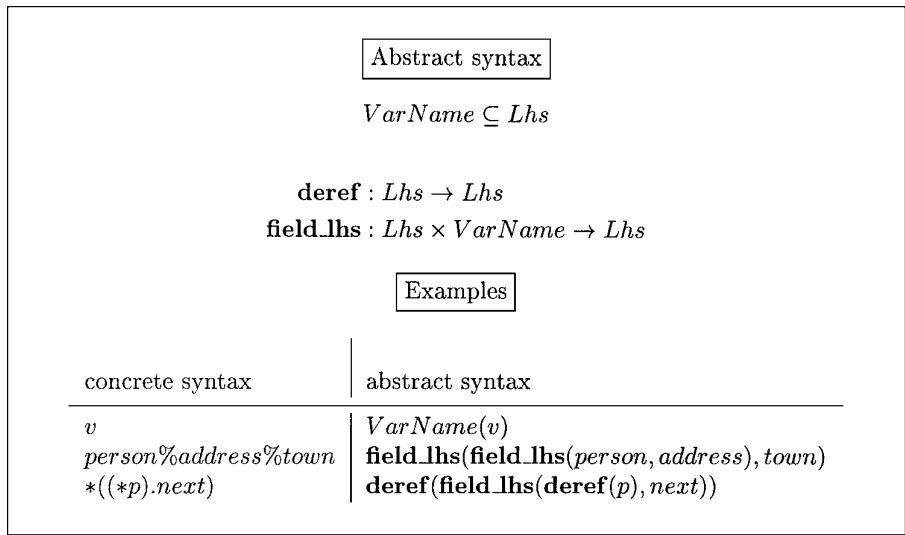 Abstract syntax
VarName ⊆ Lhs
deref : Lhs → Lhs
field_lhs : Lhs × VarName → Lhs
Examples
concrete syntax abstract syntax
v VarName(v)
person%address%town field_lhs(field_lhs(person, address), town)
*((*p).next) deref(field_lhs(deref(p), next))